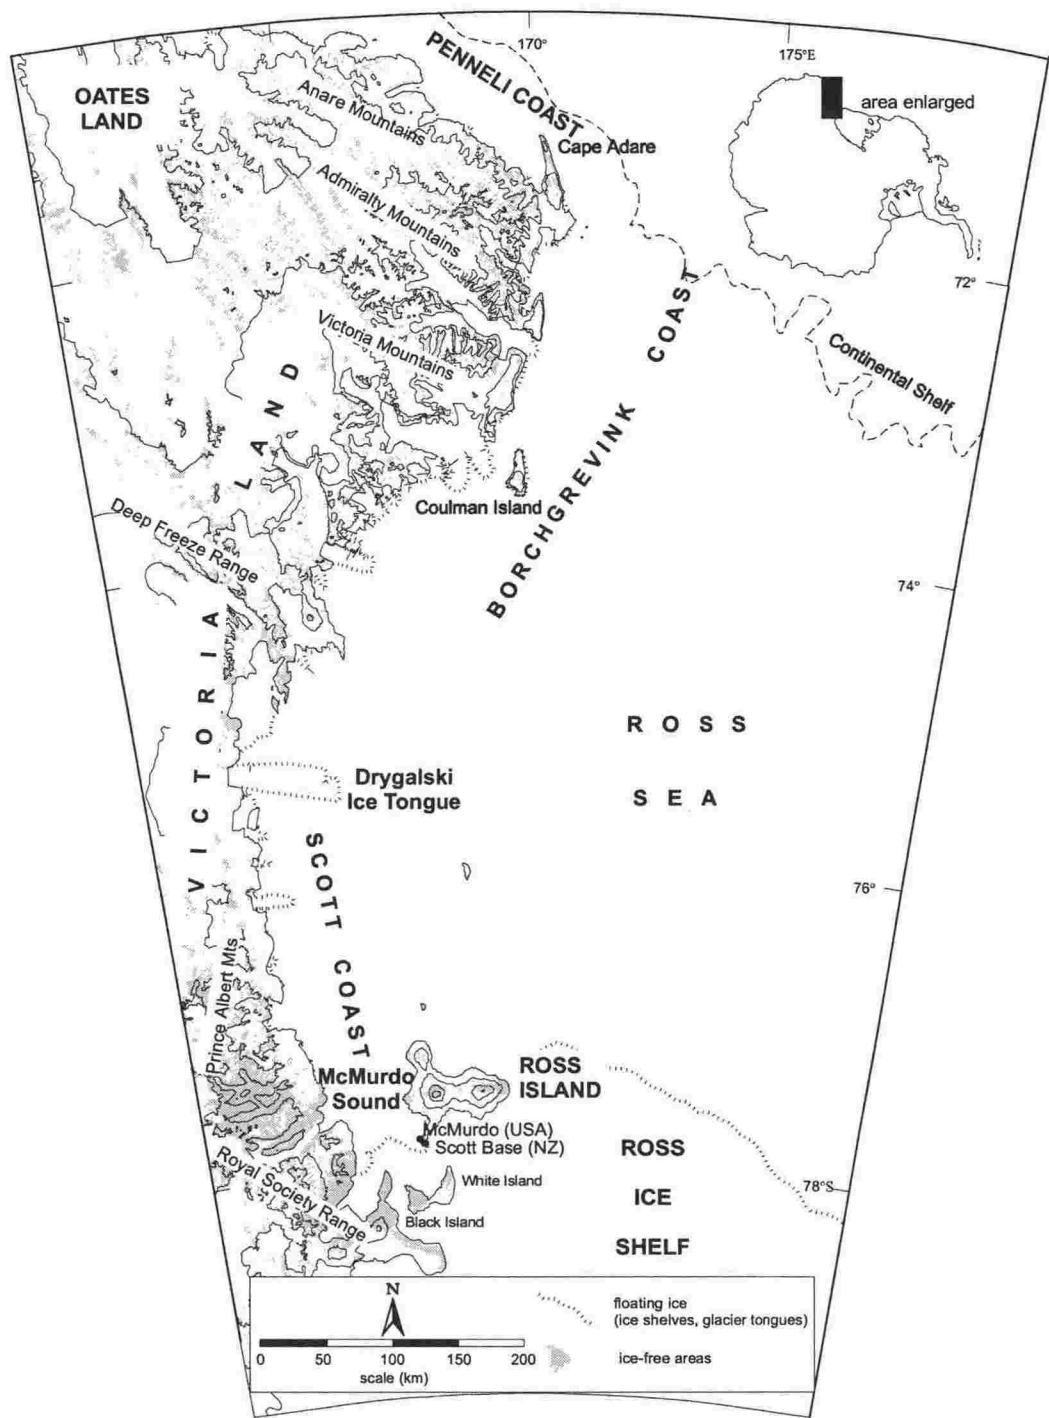 170°
175°E
PENNELI COAST
OATES
LAND
Anare Mountains
area enlarged
Cape Adare
Admiralty Mountains
72°
Victoria Mountains
BORCHGREVINK COAST
Continental Shelf
VICTORIA LAND
Coulman Island
Deep Freeze Range
74°
ROSS
SEA
Drygalski
Ice Tongue
SCOTT COAST
76°
Prince Albert Mts
McMurdo
Sound
ROSS
ISLAND
McMurdo (USA)
Scott Base (NZ)
ROSS
ICE
SHELF
White Island
78°S
Royal Society Range
Black Island
N
0 50 100 150 200
scale (km)
floating ice
(ice shelves, glacier tongues)
ice-free areas